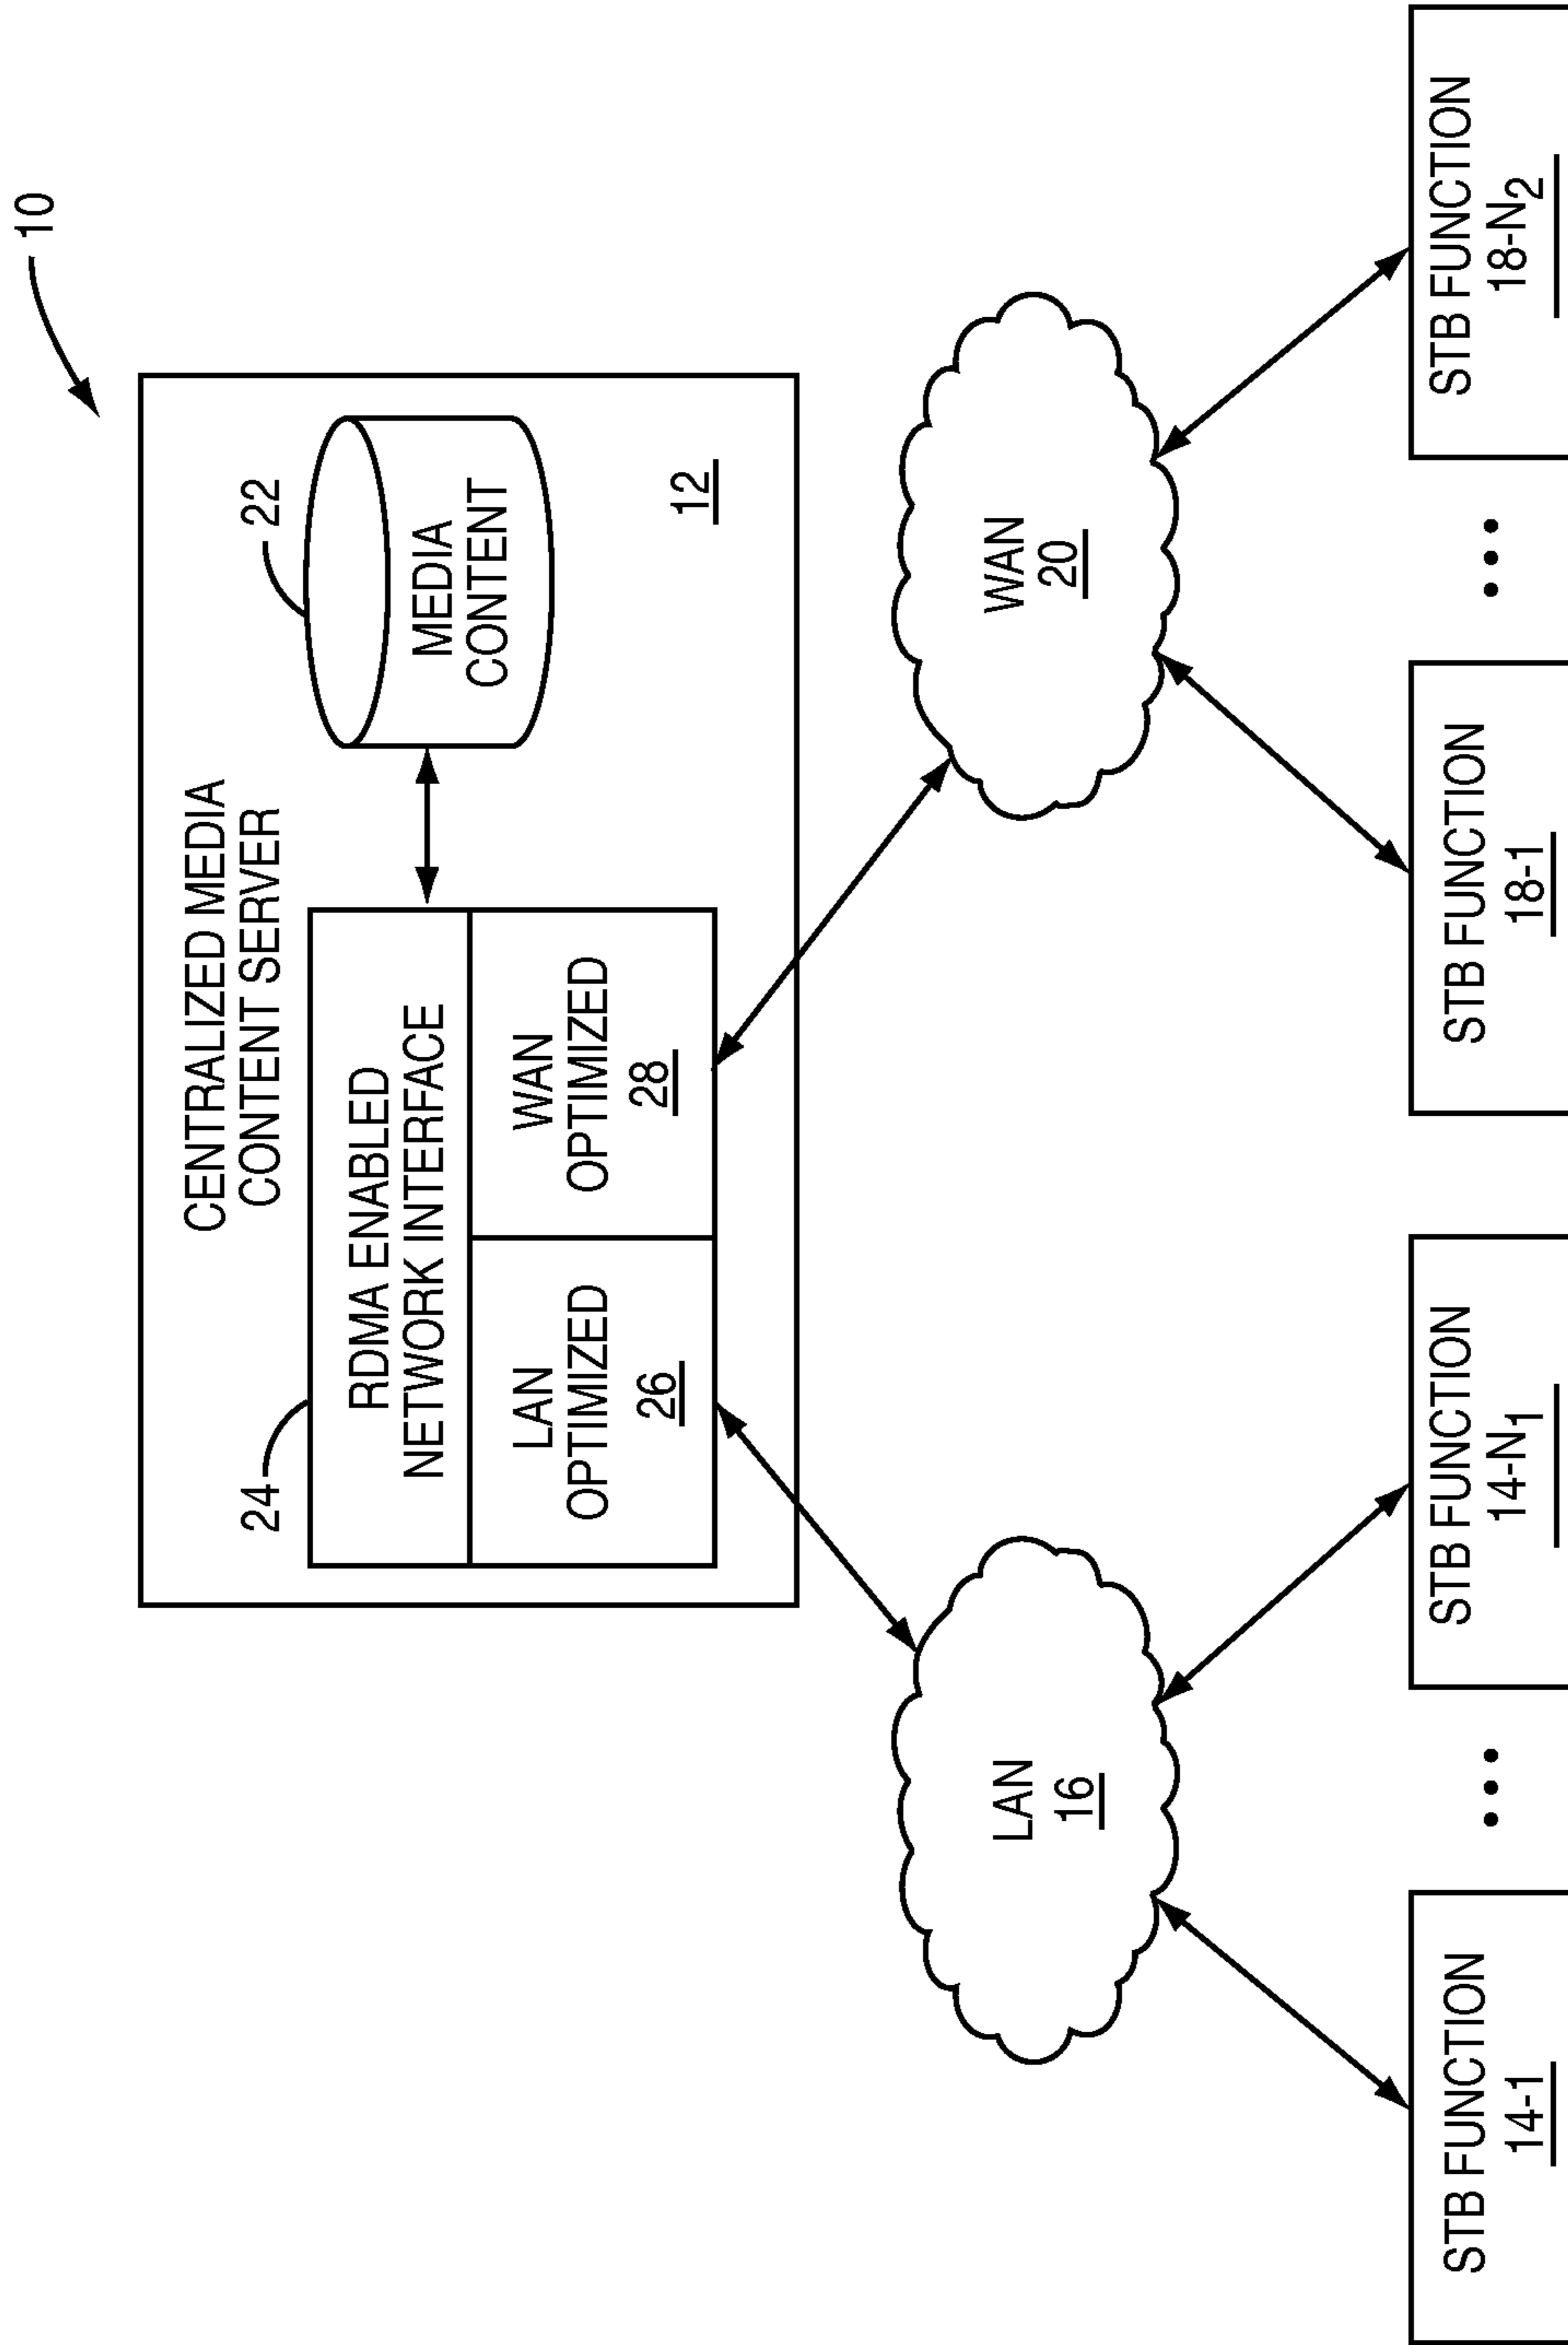 10
CENTRALIZED MEDIA
CONTENT SERVER
24
22
RDMA ENABLED
NETWORK INTERFACE
MEDIA
CONTENT
LAN
OPTIMIZED
26
WAN
OPTIMIZED
28
12
LAN
16
WAN
20
STB FUNCTION
14-1
• • •
STB FUNCTION
14-N₁
STB FUNCTION
18-1
• • •
STB FUNCTION
18-N₂